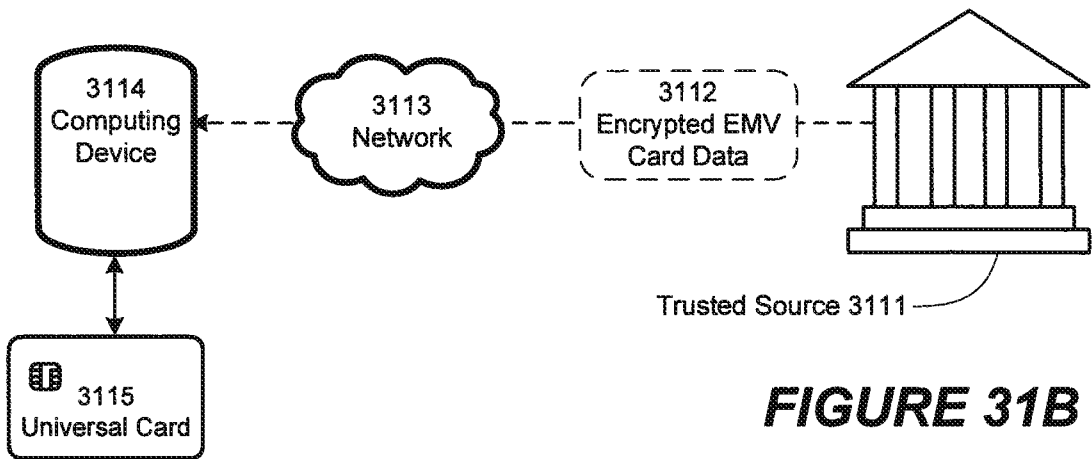 3114
Computing
Device
3113
Network
3112
Encrypted EMV
Card Data
Trusted Source 3111
3115
Universal Card
FIGURE 31B